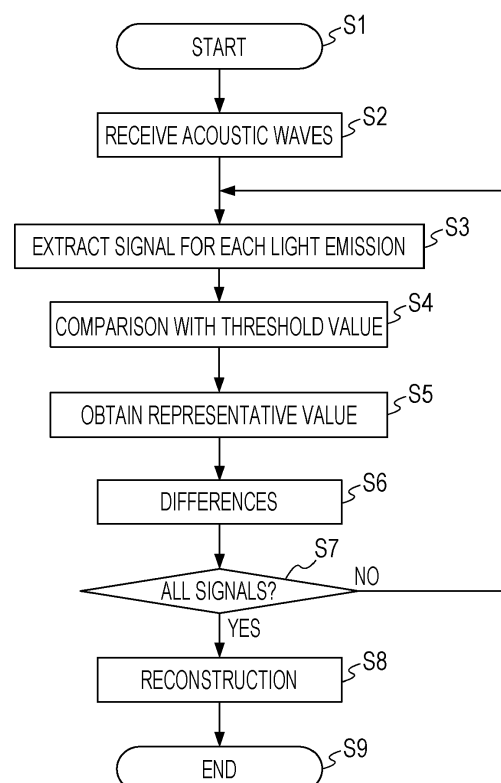 START
S1
RECEIVE ACOUSTIC WAVES
S2
EXTRACT SIGNAL FOR EACH LIGHT EMISSION
S3
COMPARISON WITH THRESHOLD VALUE
S4
OBTAIN REPRESENTATIVE VALUE
S5
DIFFERENCES
S6
ALL SIGNALS?
S7
NO
YES
RECONSTRUCTION
S8
END
S9